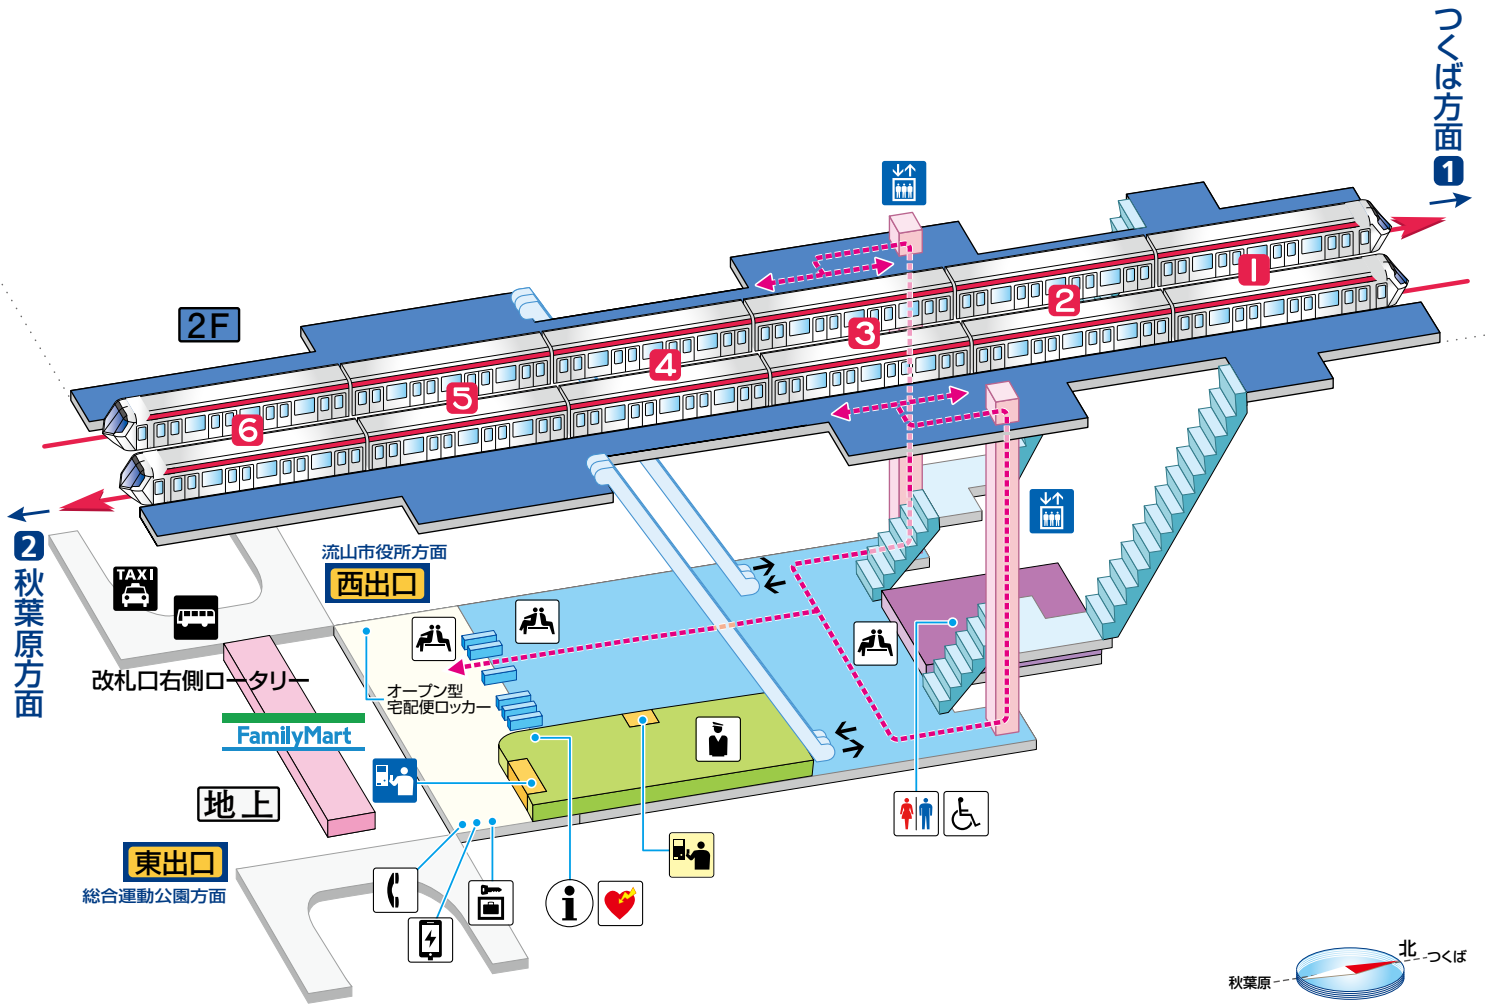 つくば方面 1
2F
1
2
3
4
5
6
2 秋葉原方面
流山市役所方面
西出口
TAXI
改札口右側ロータリー
オープン型
宅配便ロッカー
FamilyMart
地上
東出口
総合運動公園方面
i
北
つくば
秋葉原